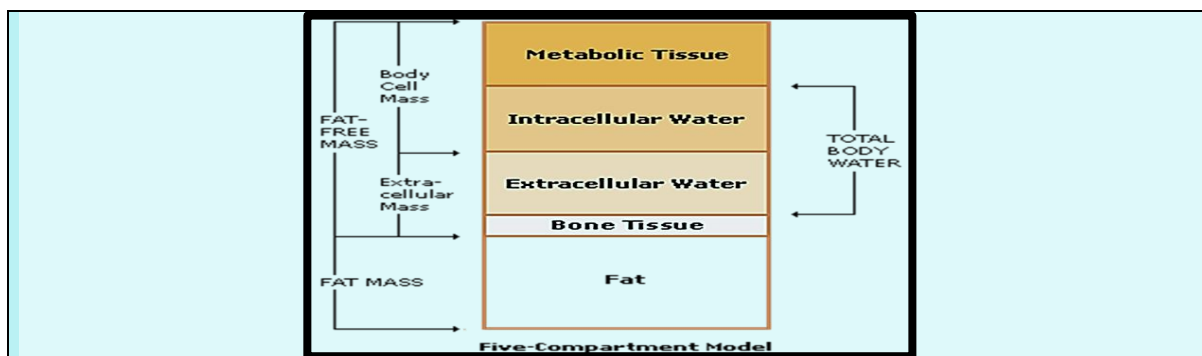 Metabolic Tissue
Body
Cell
Mass
Intracellular Water
FAT-
FREE
MASS
TOTAL
BODY
WATER
Extra-
cellular
Mass
Extracellular Water
Bone Tissue
FAT MASS
Fat
Five-Compartment Model